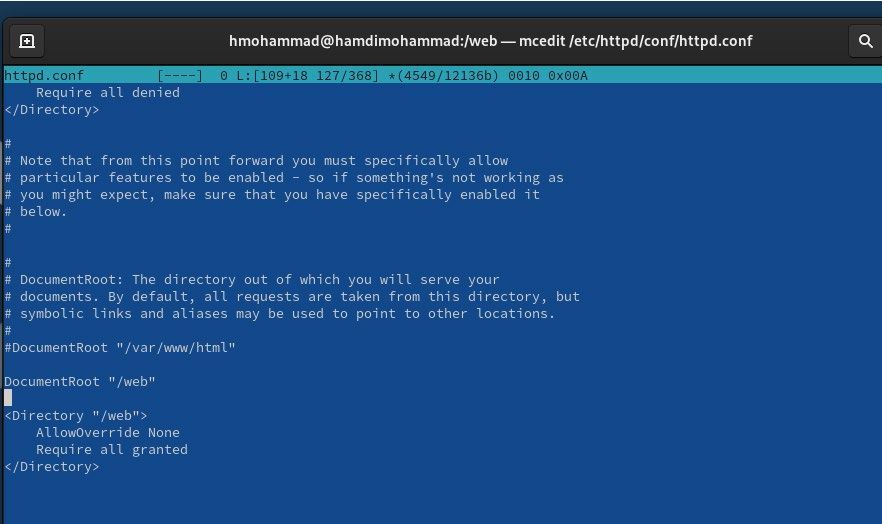 hmohammad@hamdimohammad:/web — mcedit /etc/httpd/conf/httpd.conf
httpd.conf         [----]  0 L:[109+18 127/368] *(4549/12136b) 0010 0x00A
    Require all denied
</Directory>
#
# Note that from this point forward you must specifically allow
# particular features to be enabled - so if something's not working as
# you might expect, make sure that you have specifically enabled it
# below.
#
#
# DocumentRoot: The directory out of which you will serve your
# documents. By default, all requests are taken from this directory, but
# symbolic links and aliases may be used to point to other locations.
#
#DocumentRoot "/var/www/html"
DocumentRoot "/web"
<Directory "/web">
    AllowOverride None
    Require all granted
</Directory>